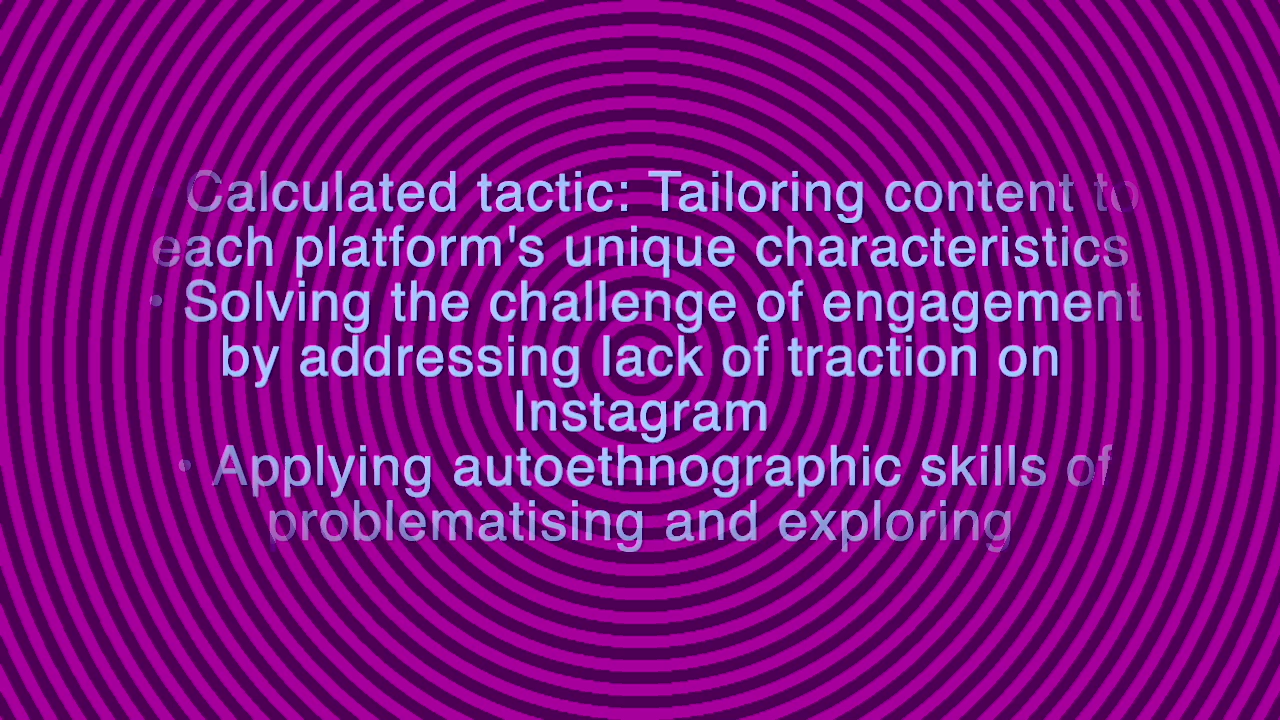 • Calculated tactic: Tailoring content to
each platform's unique characteristics
• Solving the challenge of engagement
by addressing lack of traction on
Instagram
• Applying autoethnographic skills of
problematising and exploring